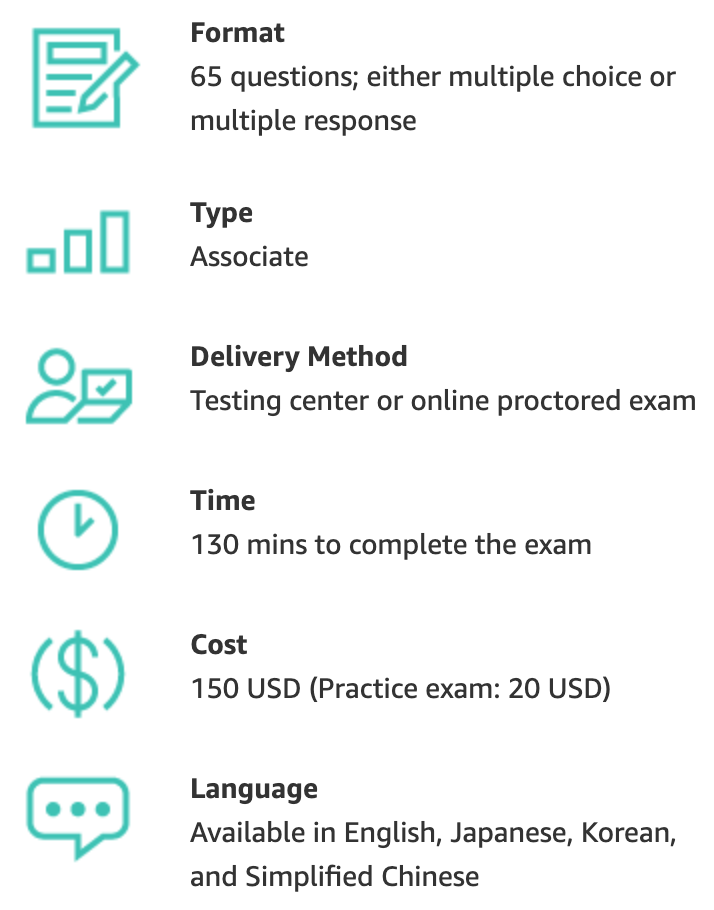 Format
65 questions; either multiple choice or
multiple response
Type
Associate
Delivery Method
Testing center or online proctored exam
Time
130 mins to complete the exam
Cost
150 USD (Practice exam: 20 USD)
Language
Available in English, Japanese, Korean,
and Simplified Chinese